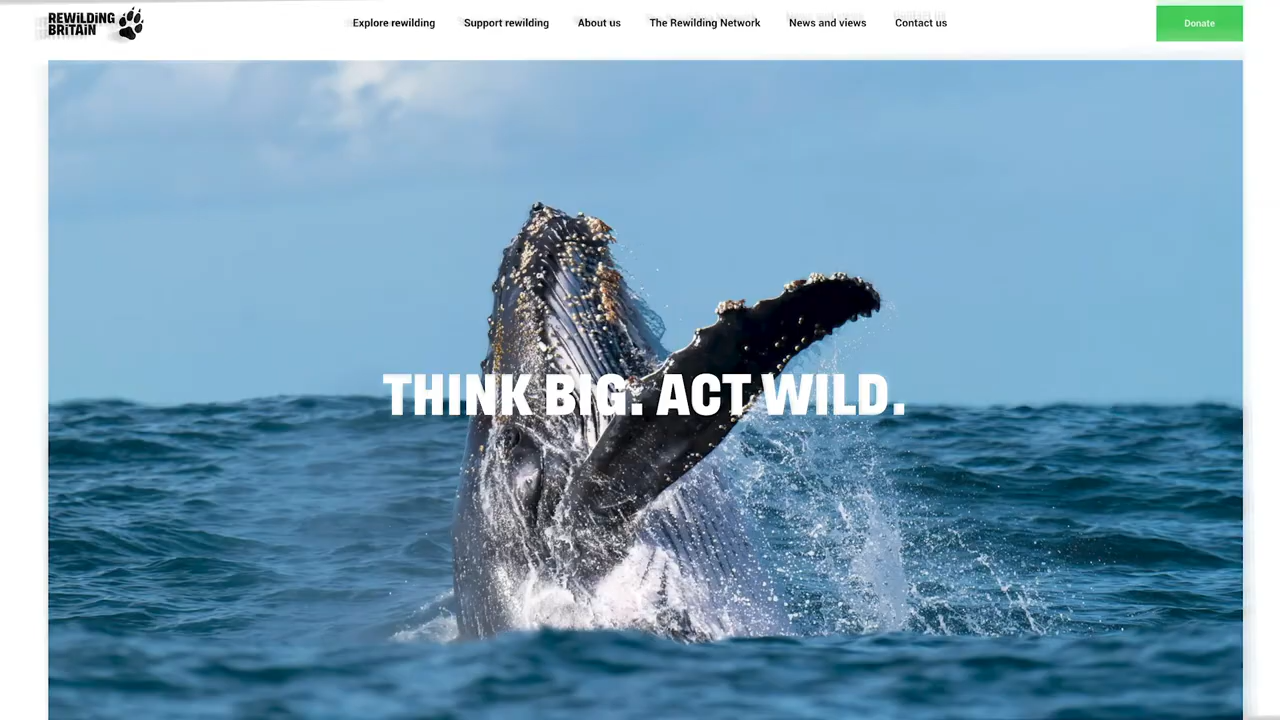 REWiLDiNG
BRiTAiN
Explore rewilding
Support rewilding
About us
The Rewilding Network
News and views
Contact us
Donate
THINK BIG. ACT WILD.